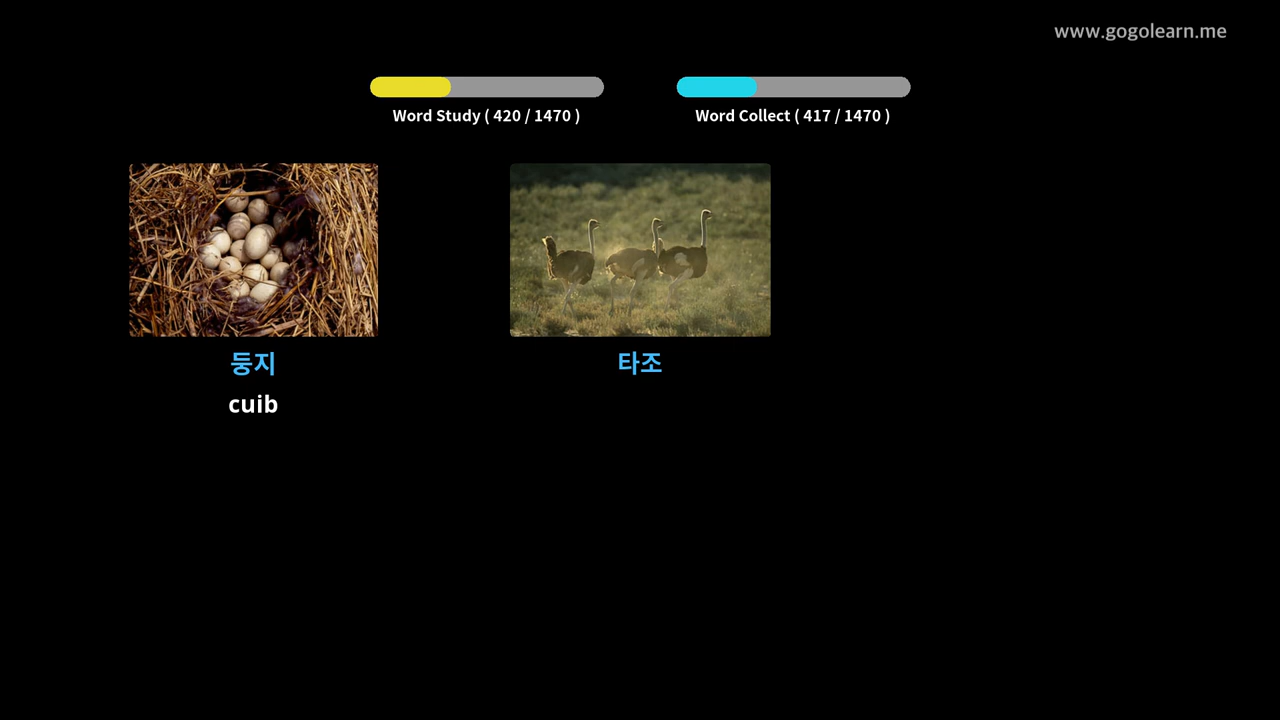 www.gogolearn.me
Word Study ( 420 / 1470 )
Word Collect ( 417 / 1470 )
둥지
타조
cuib